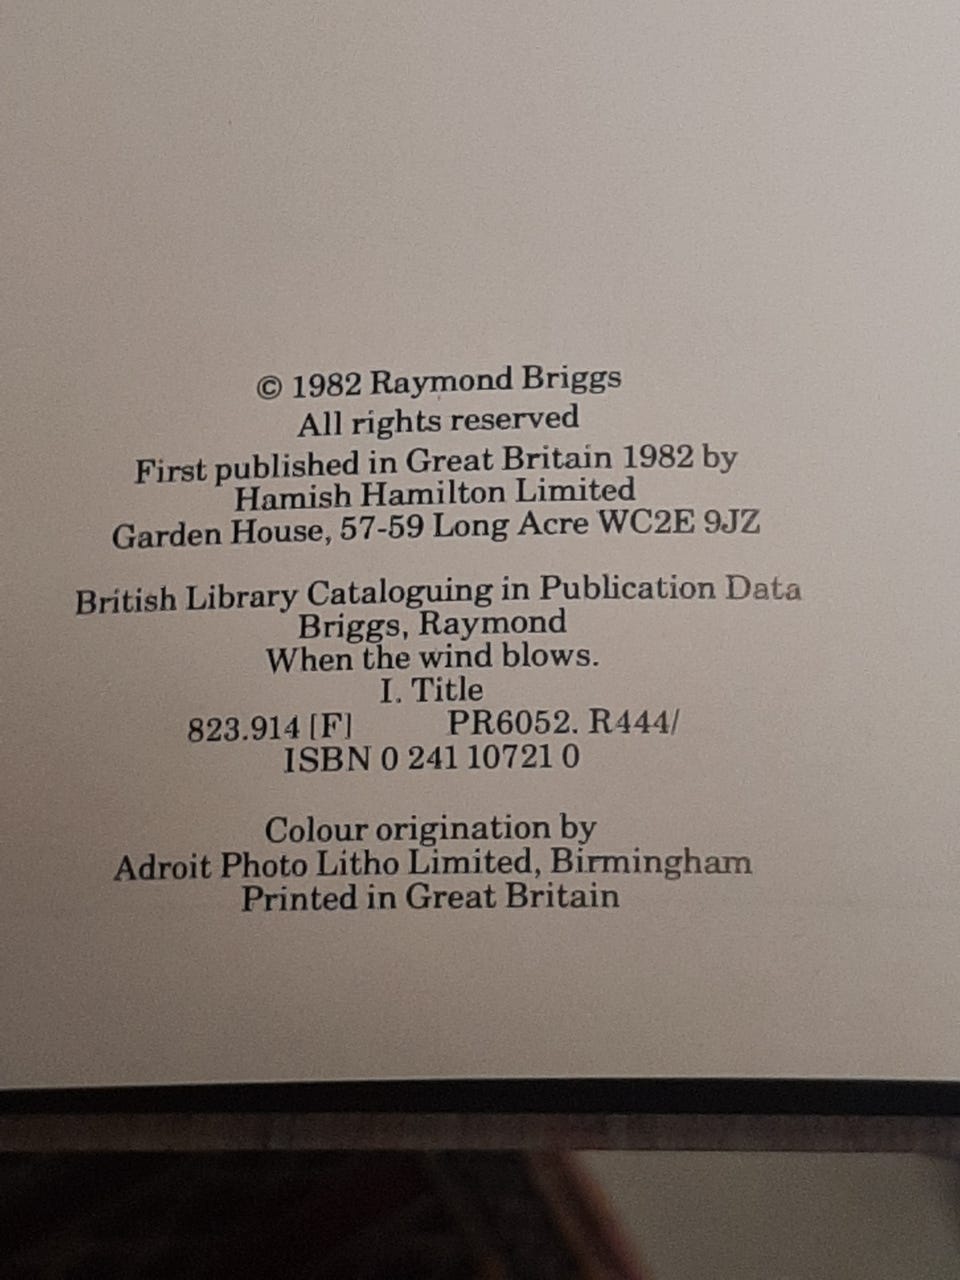 © 1982 Raymond Briggs
All rights reserved
First published in Great Britain 1982 by
Hamish Hamilton Limited
Garden House, 57-59 Long Acre WC2E 9JZ
British Library Cataloguing in Publication Data
Briggs, Raymond
When the wind blows.
I. Title
823.914 [F] PR6052. R444/
ISBN 0 241 10721 0
Colour origination by
Adroit Photo Litho Limited, Birmingham
Printed in Great Britain